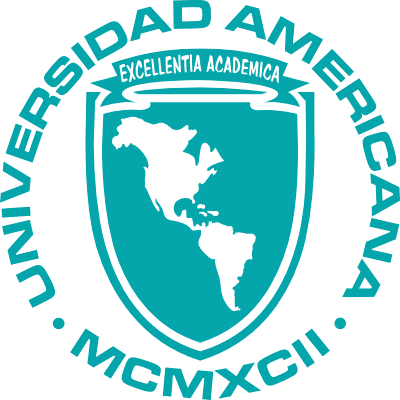 UNIVERSIDAD AMERICANA
EXCELLENTIA ACADEMICA
• MCMXCII •